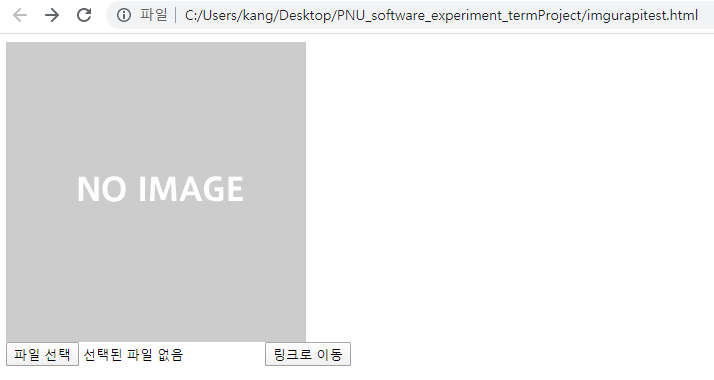 파일 C:/Users/kang/Desktop/PNU_software_experiment_termProject/imgurapitest.html
NO IMAGE
파일 선택 선택된 파일 없음 링크로 이동